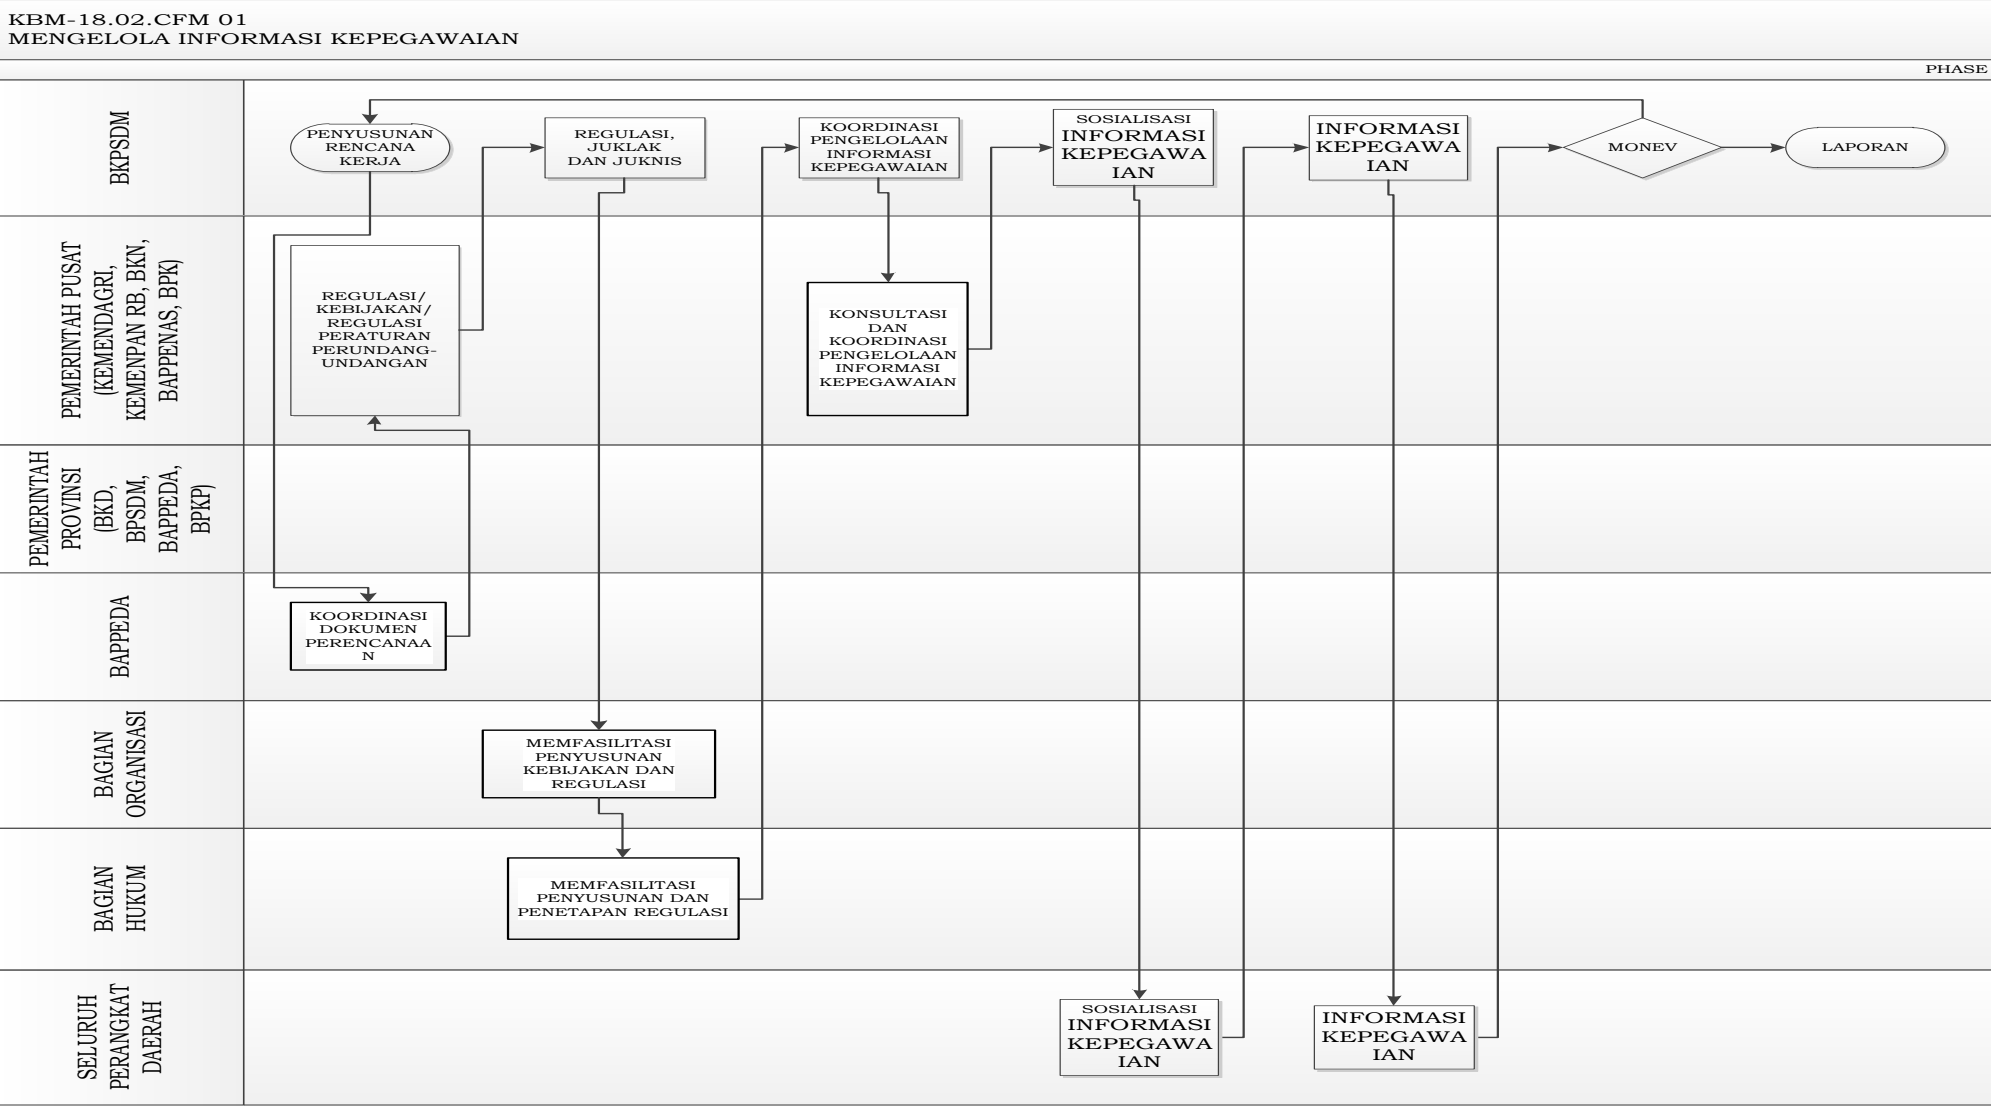 KBM-18.02.CFM 01
MENGELOLA INFORMASI KEPEGAWAIAN
PHASE
BKPSDM
PENYUSUNAN
RENCANA
KERJA
REGULASI,
JUKLAK
DAN JUKNIS
KOORDINASI
PENGELOLAAN
INFORMASI
KEPEGAWAIAN
SOSIALISASI
INFORMASI
KEPEGAWA
IAN
INFORMASI
KEPEGAWA
IAN
MONEV
LAPORAN
PEMERINTAH PUSAT
(KEMENDAGRI,
KEMENPAN RB, BKN,
BAPPENAS, BPK)
REGULASI/
KEBIJAKAN/
REGULASI
PERATURAN
PERUNDANG-
UNDANGAN
KONSULTASI
DAN
KOORDINASI
PENGELOLAAN
INFORMASI
KEPEGAWAIAN
PEMERINTAH
PROVINSI
(BKD,
BPSDM,
BAPPEDA,
BPKP)
BAPPEDA
KOORDINASI
DOKUMEN
PERENCANAA
N
BAGIAN
ORGANISASI
MEMFASILITASI
PENYUSUNAN
KEBIJAKAN DAN
REGULASI
BAGIAN
HUKUM
MEMFASILITASI
PENYUSUNAN DAN
PENETAPAN REGULASI
SELURUH
PERANGKAT
DAERAH
SOSIALISASI
INFORMASI
KEPEGAWA
IAN
INFORMASI
KEPEGAWA
IAN